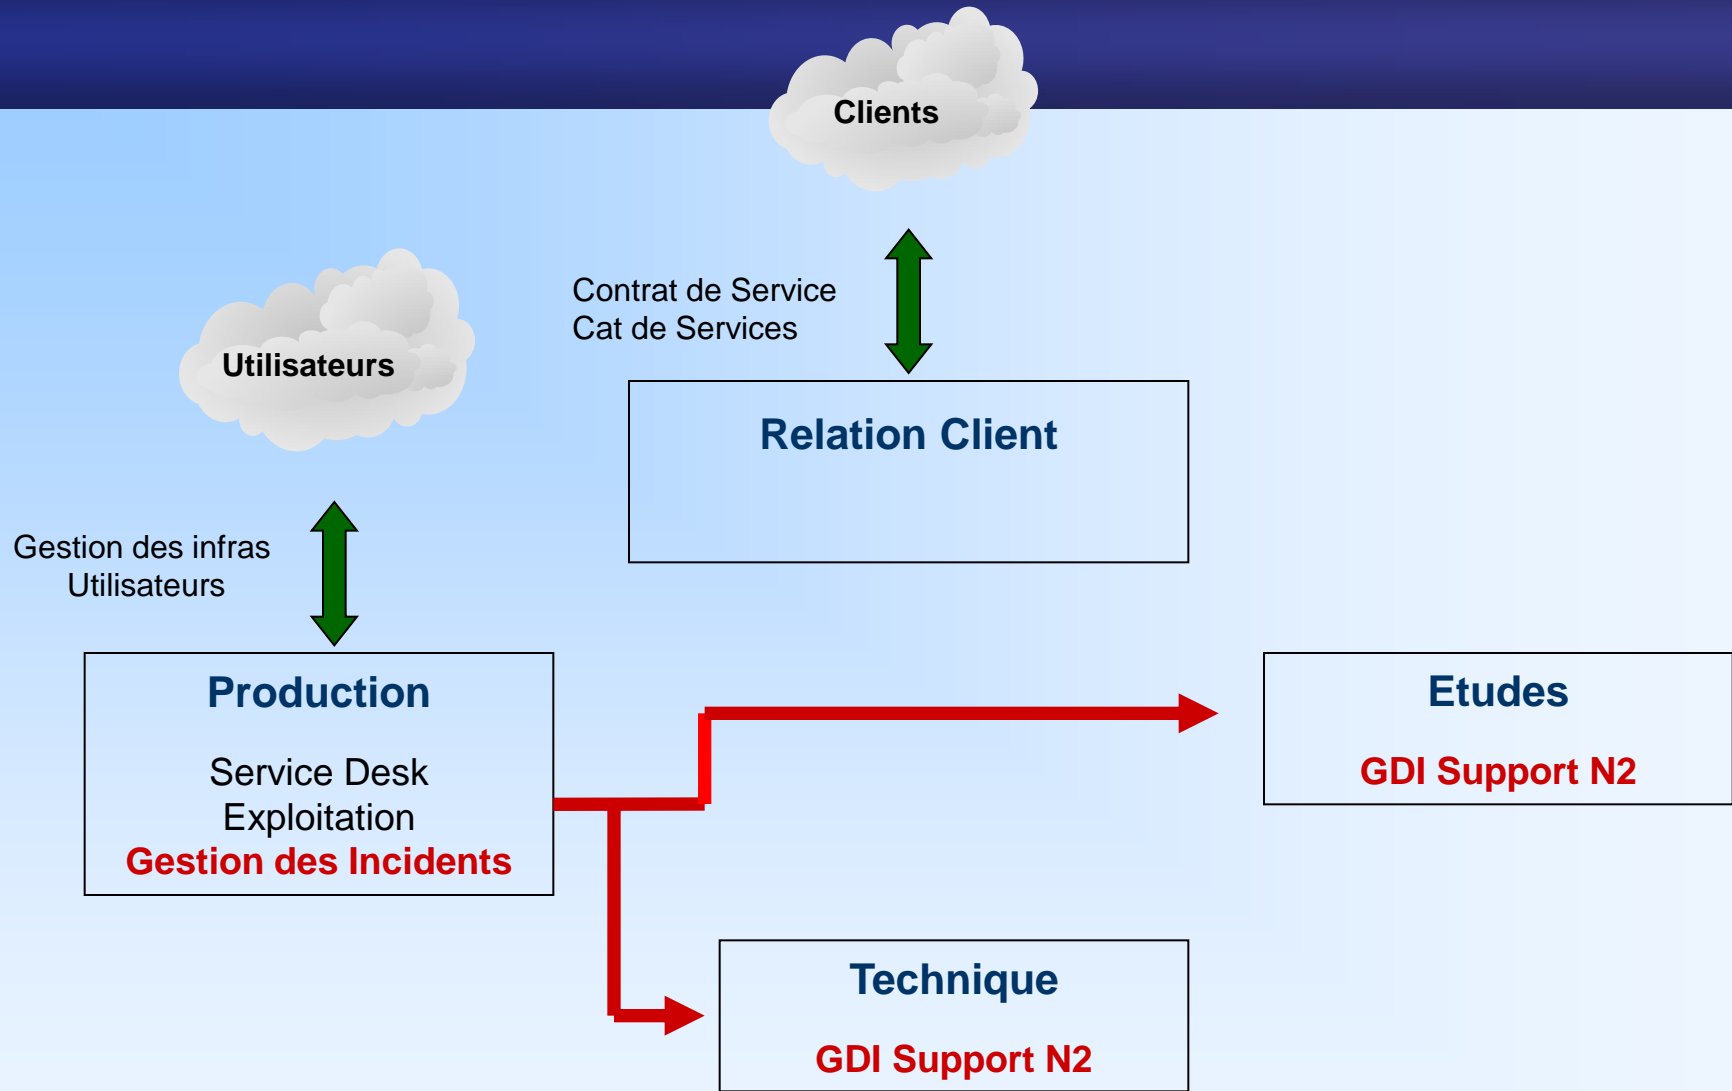 Clients
Contrat de Service
Cat de Services
Utilisateurs
Relation Client
Gestion des infras
Utilisateurs
Production
Service Desk
Exploitation
Gestion des Incidents
Etudes
GDI Support N2
Technique
GDI Support N2